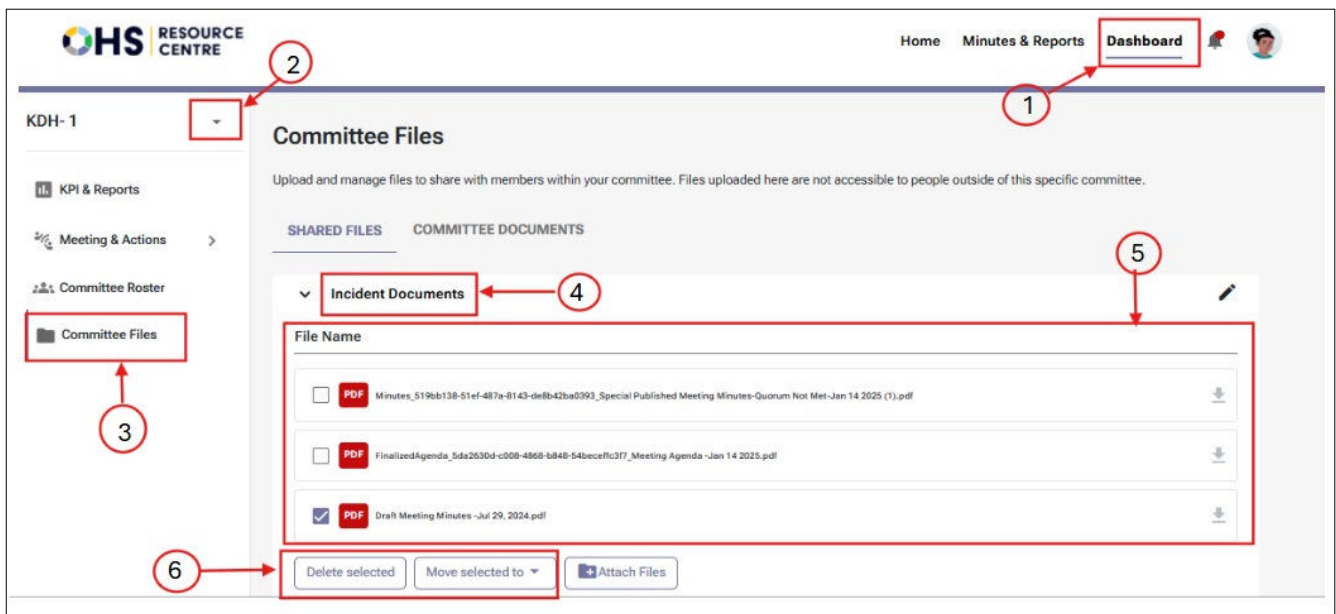 OHS RESOURCE CENTRE
Home Minutes & Reports Dashboard
2
1
KDH- 1
Committee Files
Upload and manage files to share with members within your committee. Files uploaded here are not accessible to people outside of this specific committee.
KPI & Reports
Meeting & Actions
Committee Roster
Committee Files
3
SHARED FILES COMMITTEE DOCUMENTS
5
Incident Documents
4
File Name
PDF Minutes_519bb138-51ef-487a-8143-de8b42ba0393_Special Published Meeting Minutes-Quorum Not Met-Jan 14 2025 (1).pdf
PDF FinalizedAgenda_5da2630d-c008-4868-b848-54beceffc3f7_Meeting Agenda -Jan 14 2025.pdf
PDF Draft Meeting Minutes -Jul 29, 2024.pdf
6
Delete selected Move selected to Attach Files